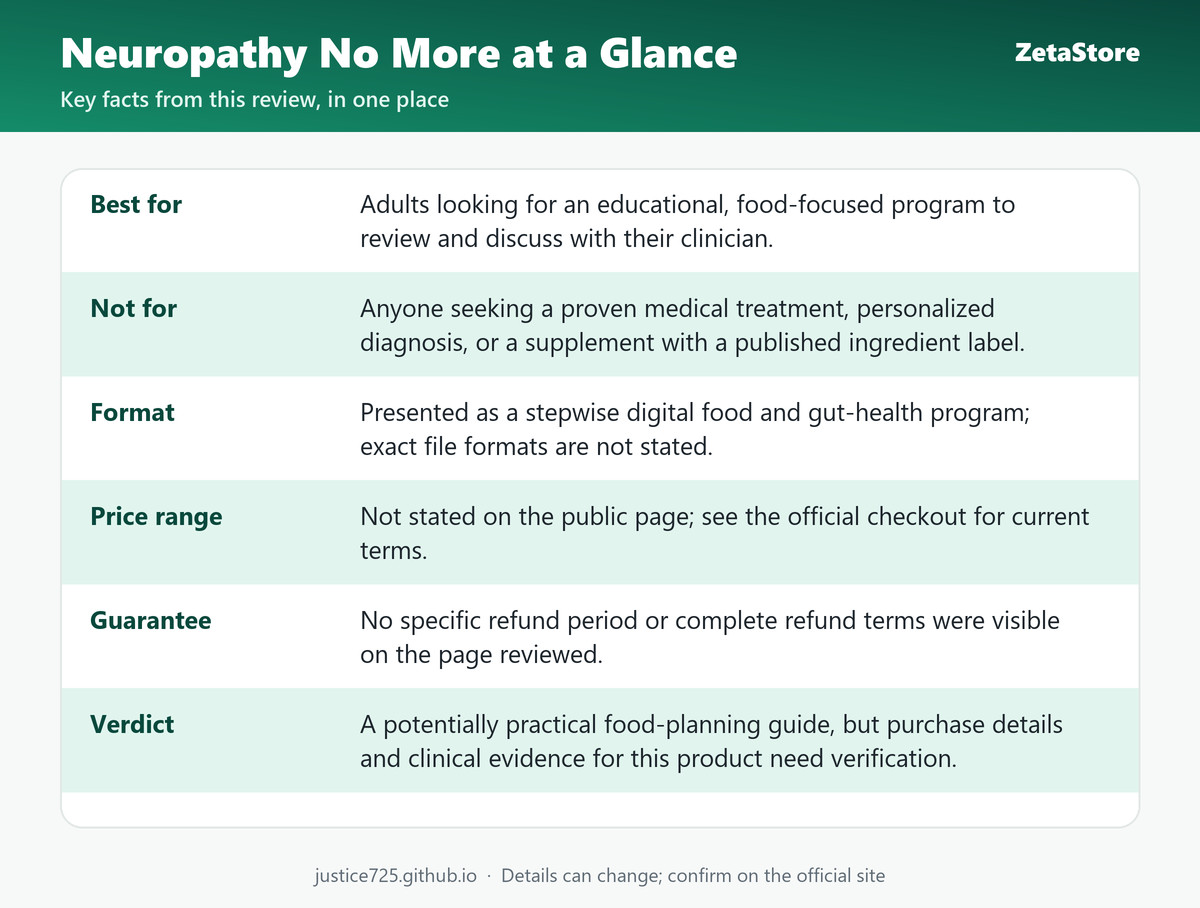 Neuropathy No More at a Glance
ZetaStore
Key facts from this review, in one place
Best for
Adults looking for an educational, food-focused program to
review and discuss with their clinician.
Not for
Anyone seeking a proven medical treatment, personalized
diagnosis, or a supplement with a published ingredient label.
Format
Presented as a stepwise digital food and gut-health program;
exact file formats are not stated.
Price range
Not stated on the public page; see the official checkout for current
terms.
Guarantee
No specific refund period or complete refund terms were visible
on the page reviewed.
Verdict
A potentially practical food-planning guide, but purchase details
and clinical evidence for this product need verification.
justice725.github.io · Details can change; confirm on the official site